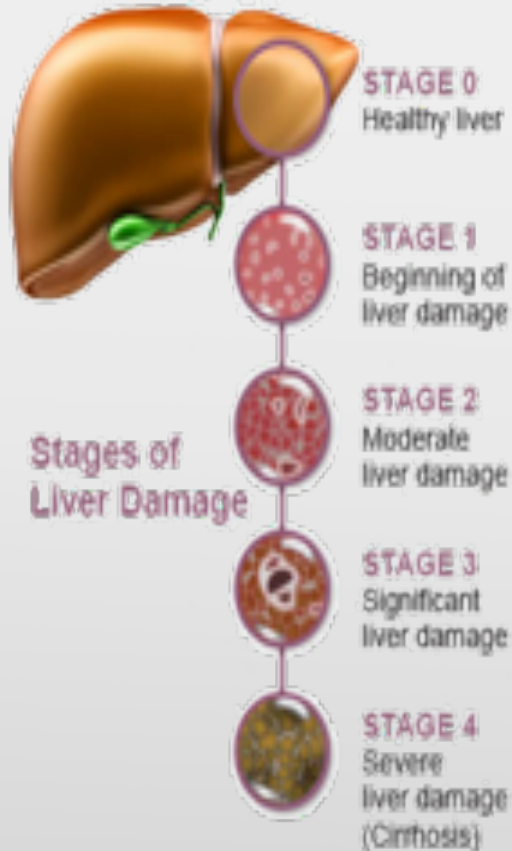 STAGE 0
Healthy liver
STAGE 1
Beginning of
liver damage
STAGE 2
Moderate
liver damage
Stages of
Liver Damage
STAGE 3
Significant
liver damage
STAGE 4
Severe
liver damage
(Cirrhosis)